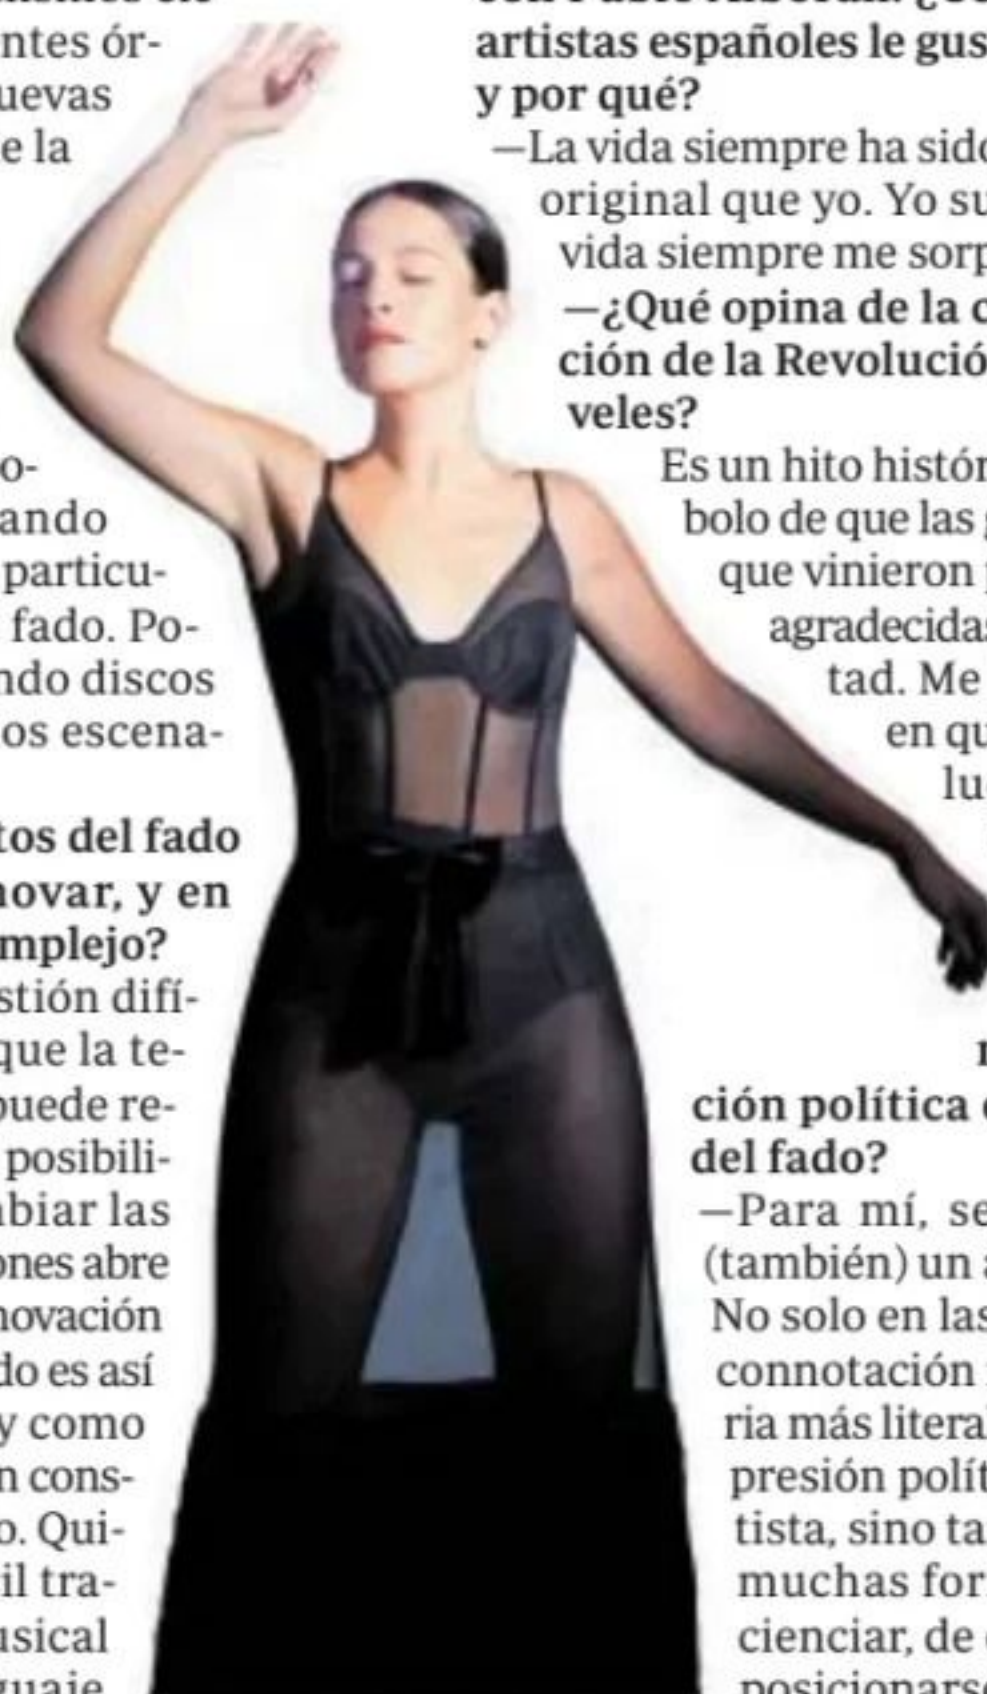 ntes ór-
uevas
e la
o-
ando
particu-
fado. Po-
ndo discos
os escena-
tos del fado
novar, y en
mplejo?
stión difí-
que la te-
puede re-
posibili-
biar las
ones abre
novación
do es así
y como
n cons-
o. Qui-
il tra-
usical
guaje
artistas españoles le gus
y por qué?
—La vida siempre ha sido
original que yo. Yo su
vida siempre me sorp
—¿Qué opina de la c
ción de la Revolució
veles?
Es un hito histór
bolo de que las g
que vinieron p
agradecidas
tad. Me
en qu
lu
ción política
del fado?
—Para mí, se
(también) un a
No solo en las
connotación
ria más litera
presión polít
tista, sino ta
muchas for
cienciar, de
posicionarse